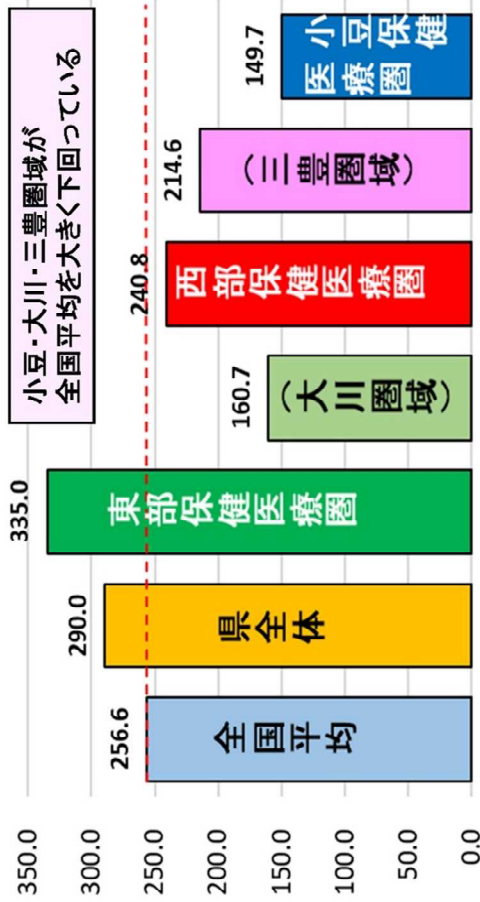 小豆・大川・三豊圏域が
全国平均を大きく下回っている
350.0
300.0
250.0
200.0
150.0
100.0
50.0
0.0
256.6
全国平均
290.0
県全体
335.0
東部保健医療圏
160.7
（大川圏域）
240.8
西部保健医療圏
214.6
（三豊圏域）
149.7
小豆保健
医療圏